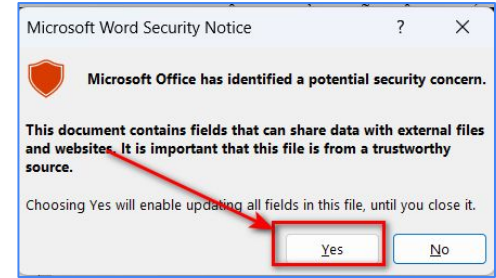 Microsoft Word Security Notice ?
Microsoft Office has identified a potential security concern.
This document contains fields that can share data with external files
and websites. It is important that this file is from a trustworthy
source.
Choosing Yes will enable updating all fields in this file, until you close it.
Yes No